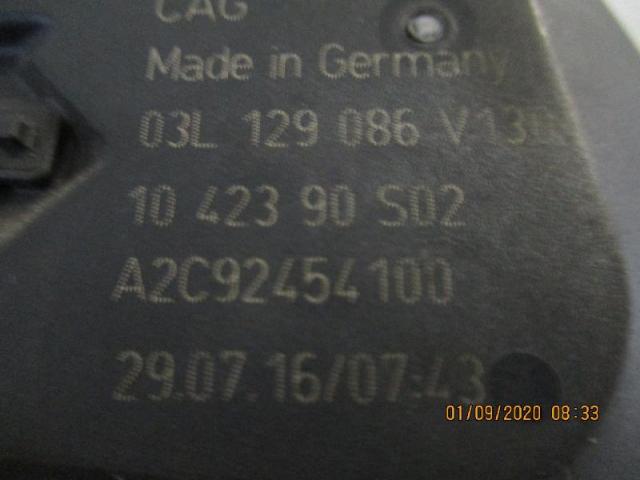 CAG
Made in Germany
03L 129 086 V
10 423 90 S02
A2C92454100
29.07.16/07:43
01/09/2020 08:33